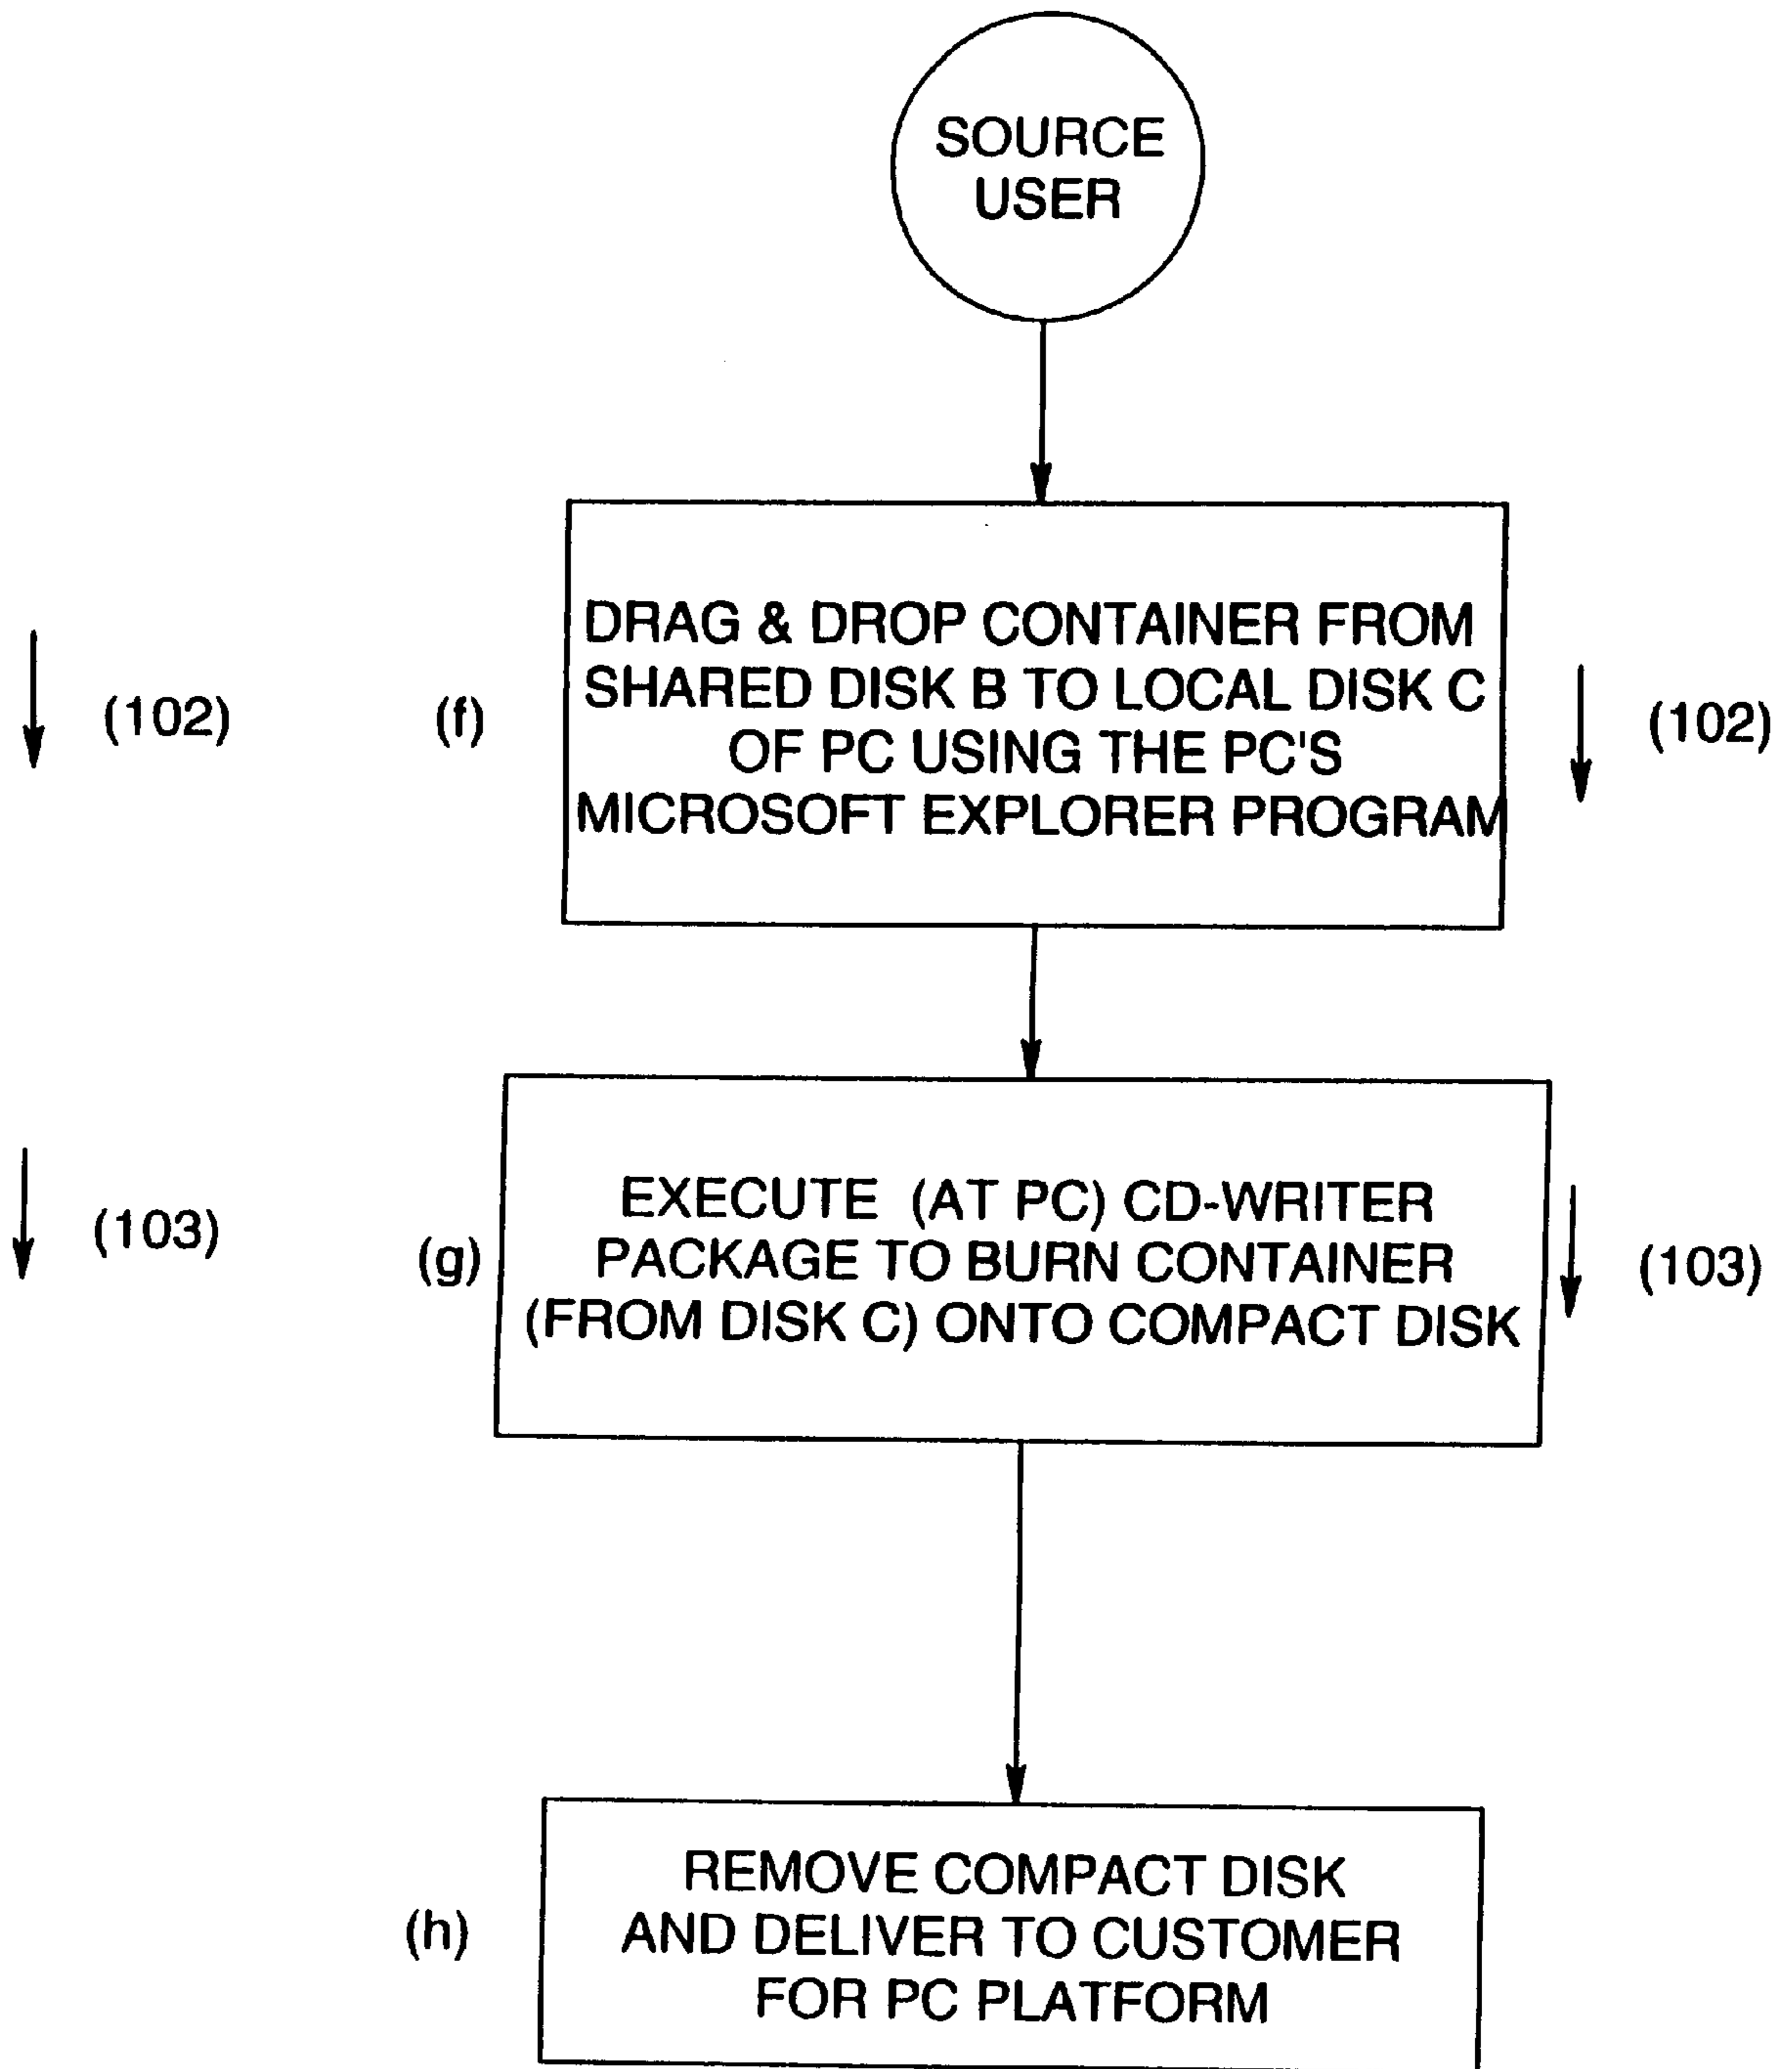 SOURCE
USER
DRAG & DROP CONTAINER FROM
SHARED DISK B TO LOCAL DISK C
OF PC USING THE PC'S
MICROSOFT EXPLORER PROGRAM
(102)
(f)
(102)
EXECUTE (AT PC) CD-WRITER
PACKAGE TO BURN CONTAINER
(FROM DISK C) ONTO COMPACT DISK
(103)
(g)
(103)
REMOVE COMPACT DISK
AND DELIVER TO CUSTOMER
FOR PC PLATFORM
(h)